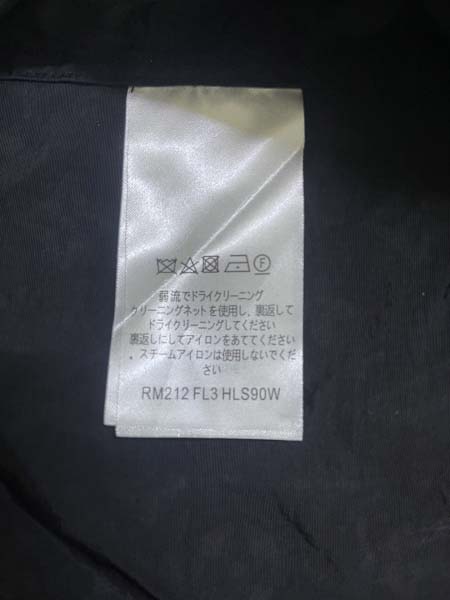 弱流でドライクリーニング
クリーニングネットを使用し、裏返して
ドライクリーニングしてください
裏返しにしてアイロンをあててください
。スチームアイロンは使用しないでくだ
さい
RM212 FL3 HLS90W